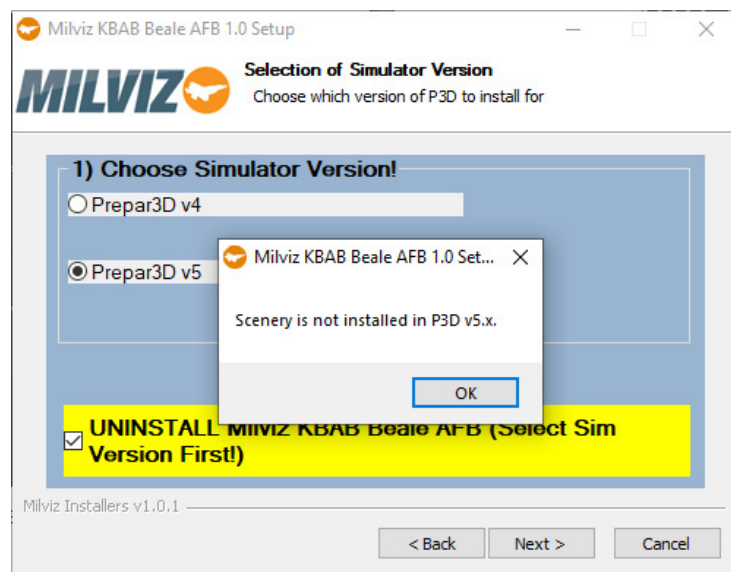 Milviz KBAB Beale AFB 1.0 Setup
MILVIZ
Selection of Simulator Version
Choose which version of P3D to install for
1) Choose Simulator Version!
Prepar3D v4
Prepar3D v5
Milviz KBAB Beale AFB 1.0 Set...
Scenery is not installed in P3D v5.x.
OK
UNINSTALL Milviz KBAB Beale AFB (Select Sim
Version First!)
Milviz Installers v1.0.1
< Back
Next >
Cancel